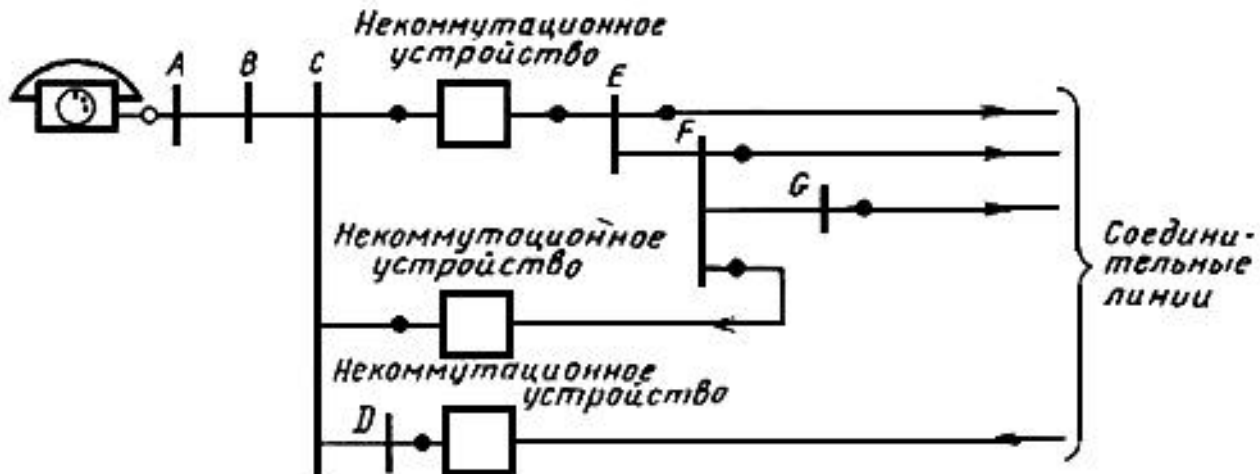 Некоммутационное
устройство
A
B
C
E
F
G
Некоммутационное
устройство
Соедини-
тельные
линии
Некоммутационное
устройство
D